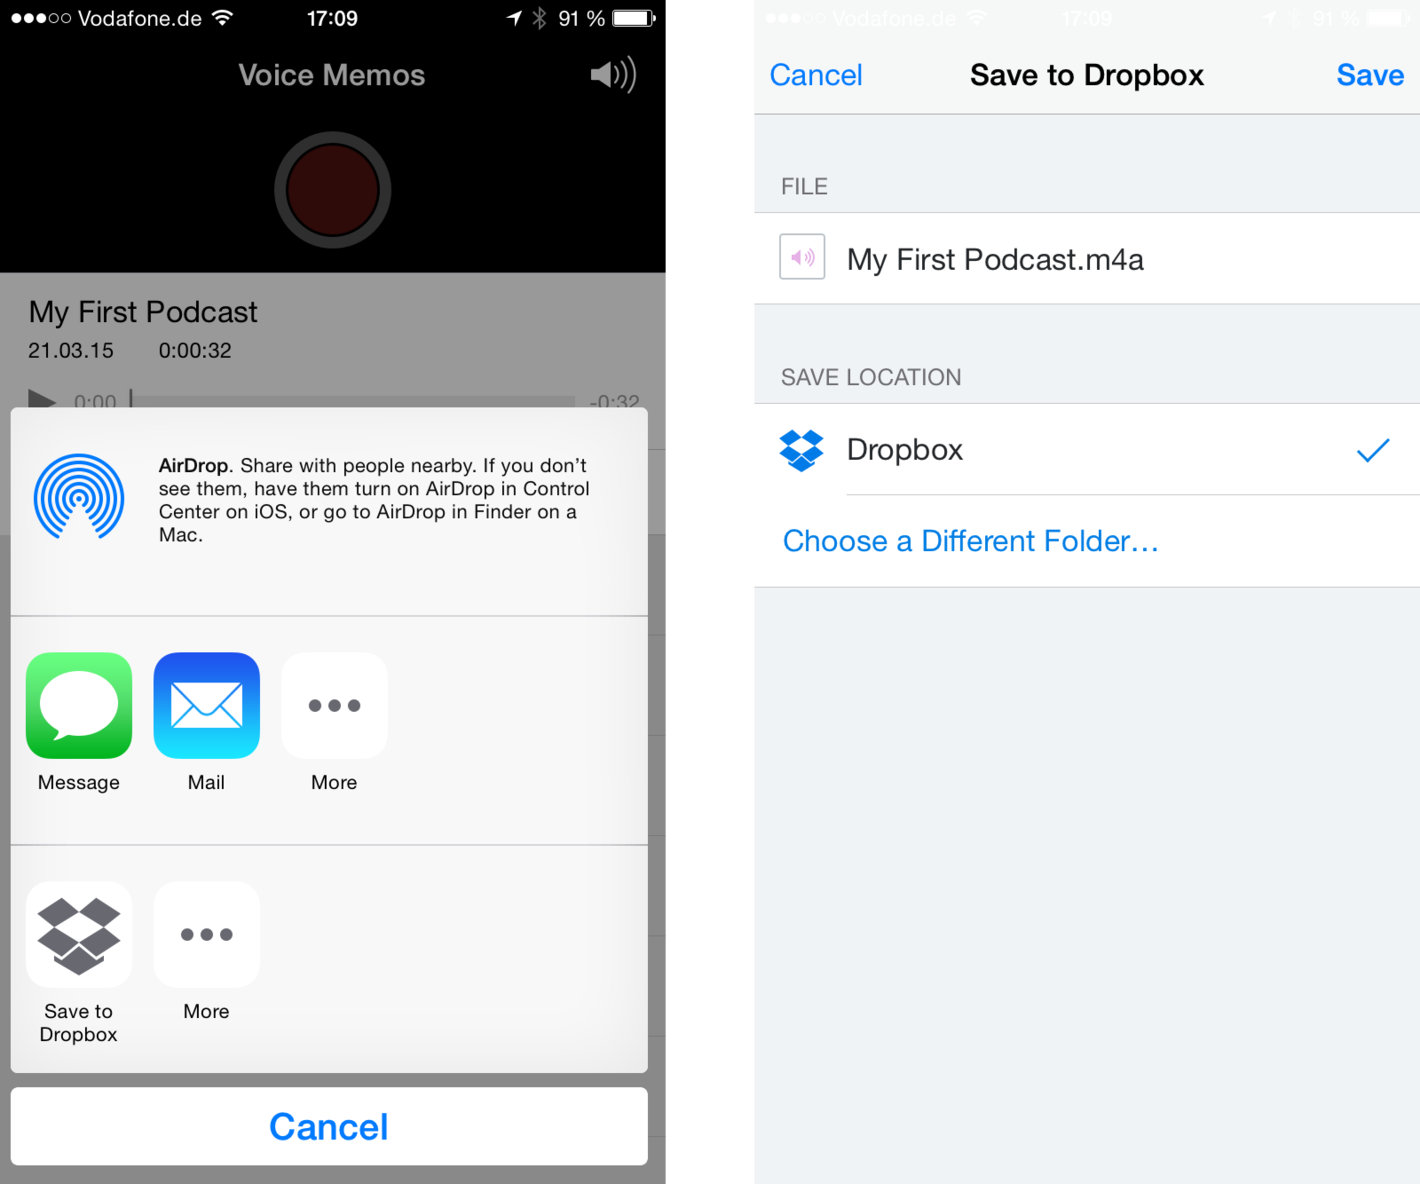 Vodafone.de 17:09 91 %
Voice Memos
My First Podcast
21.03.15 0:00:32
0:00 -0:32
AirDrop. Share with people nearby. If you don’t
see them, have them turn on AirDrop in Control
Center on iOS, or go to AirDrop in Finder on a
Mac.
Message Mail More
Save to
Dropbox
More
Cancel
Vodafone.de 17:09 91 %
Cancel Save to Dropbox Save
FILE
My First Podcast.m4a
SAVE LOCATION
Dropbox
Choose a Different Folder…